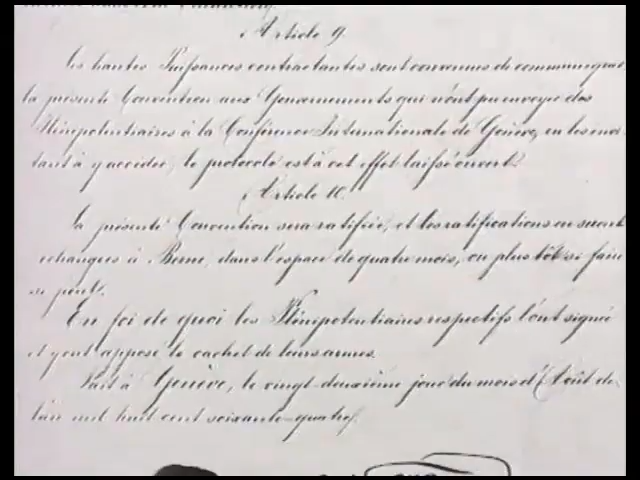 Article 9.
Les hautes Puissances contractantes sont convenues de communiquer
la présente Convention aux Gouvernements qui n'ont pu envoyer des
Plénipotentiaires à la Conférence Internationale de Genève, en les invi-
tant à y accéder; le protocole est à cet effet laissé ouvert.
Article 10.
La présente Convention sera ratifiée, et les ratifications en seront
échangées à Berne, dans l'espace de quatre mois, ou plus tôt si faire
se peut.
En foi de quoi les Plénipotentiaires respectifs l'ont signée
et y ont apposé le cachet de leurs armes.
Fait à Genève, le vingt-deuxième jour du mois d'Août de
l'an mil huit cent soixante-quatre.